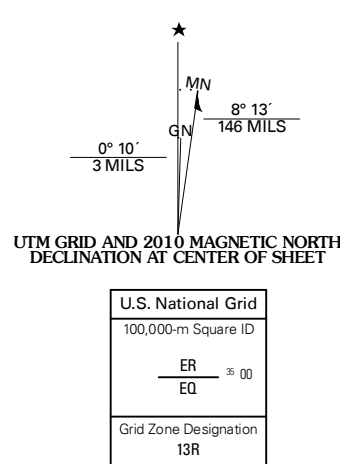 ★
MN
8° 13´
146 MILS
GN
0° 10´
3 MILS
UTM GRID AND 2010 MAGNETIC NORTH
DECLINATION AT CENTER OF SHEET
U.S. National Grid
100,000-m Square ID
ER
35 00
EQ
Grid Zone Designation
13R